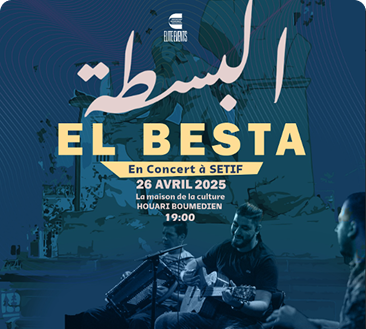 ELITE EVENTS
البسطة
EL BESTA
En Concert à SETIF
26 AVRIL 2025
La maison de la culture
HOUARI BOUMEDIEN
19:00